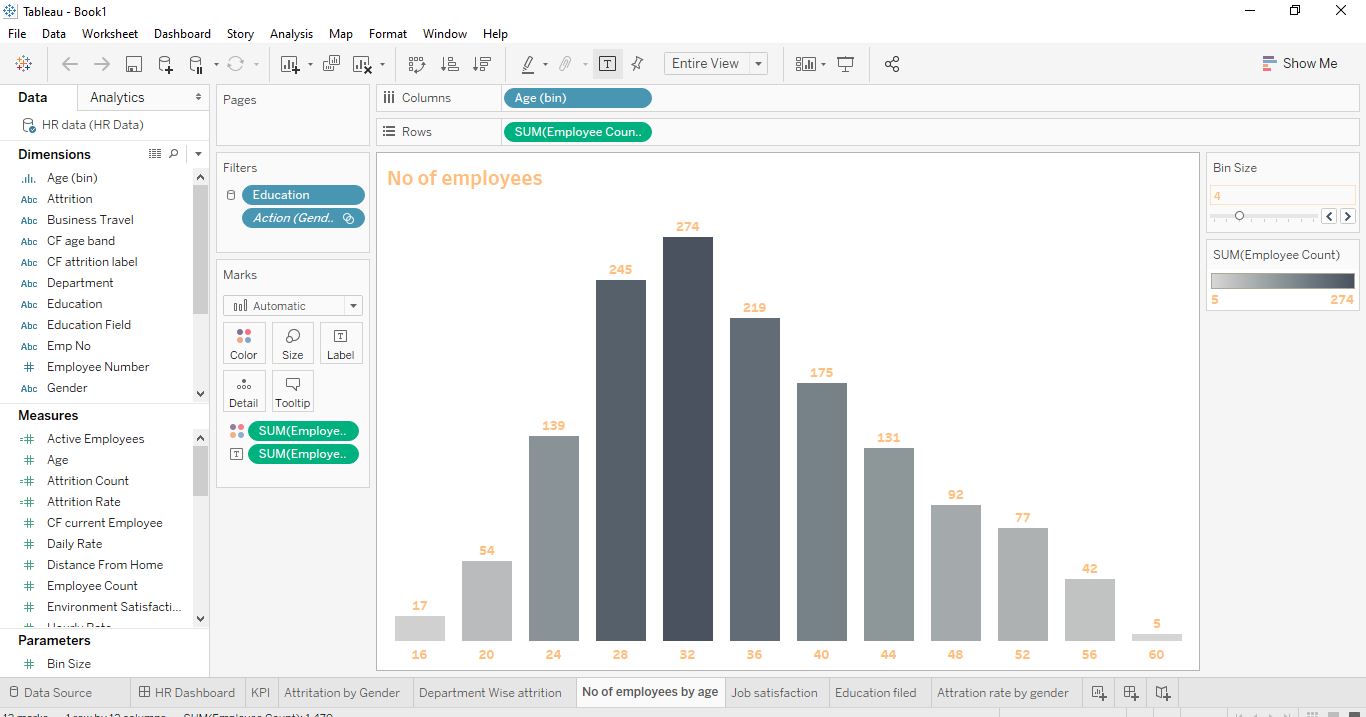 Tableau - Book1
File Data Worksheet Dashboard Story Analysis Map Format Window Help
Entire View
Show Me
Data Analytics
HR data (HR Data)
Dimensions
Age (bin)
Attrition
Business Travel
CF age band
CF attrition label
Department
Education
Education Field
Emp No
Employee Number
Gender
Measures
Active Employees
Age
Attrition Count
Attrition Rate
CF current Employee
Daily Rate
Distance From Home
Employee Count
Environment Satisfacti...
Hourly Rate
Parameters
Bin Size
Pages
Filters
Education
Action (Gend..
Marks
Automatic
Color Size Label
Detail Tooltip
SUM(Employe..
SUM(Employe..
Columns Age (bin)
Rows SUM(Employee Coun..
No of employees
17 54 139 245 274 219 175 131 92 77 42 5
16 20 24 28 32 36 40 44 48 52 56 60
Bin Size
4
SUM(Employee Count)
5 274
Data Source HR Dashboard KPI Attritation by Gender Department Wise attrition No of employees by age Job satisfaction Education filed Attration rate by gender
SUM(Employee Count): 1,470